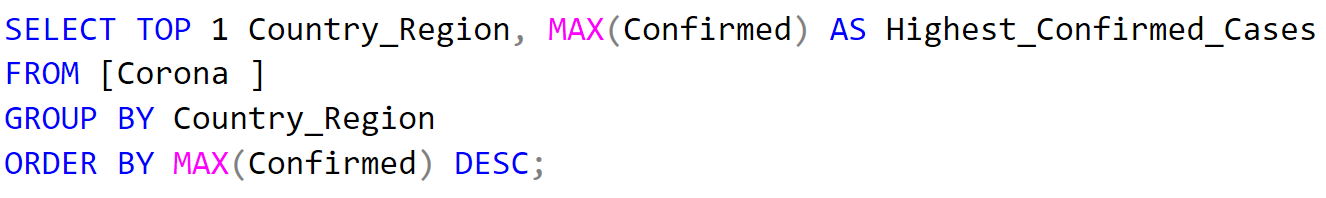 SELECT TOP 1 Country_Region, MAX(Confirmed) AS Highest_Confirmed_Cases
FROM [Corona ]
GROUP BY Country_Region
ORDER BY MAX(Confirmed) DESC;